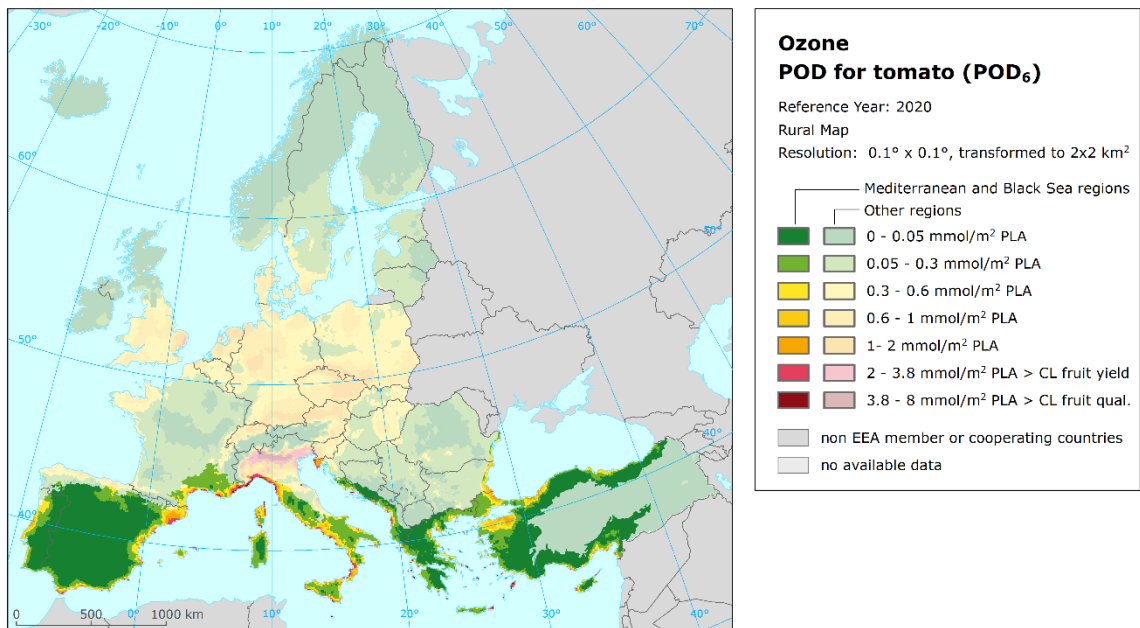 -30° -20° -10° 0° 10° 20° 30° 40° 50° 60° 70°
60°
50°
50°
40°
40°
0 500 1000 km
0° 10° 20° 30° 40°
Ozone
POD for tomato (POD₆)
Reference Year: 2020
Rural Map
Resolution: 0.1° x 0.1°, transformed to 2x2 km²
Mediterranean and Black Sea regions
Other regions
0 - 0.05 mmol/m² PLA
0.05 - 0.3 mmol/m² PLA
0.3 - 0.6 mmol/m² PLA
0.6 - 1 mmol/m² PLA
1- 2 mmol/m² PLA
2 - 3.8 mmol/m² PLA > CL fruit yield
3.8 - 8 mmol/m² PLA > CL fruit qual.
non EEA member or cooperating countries
no available data